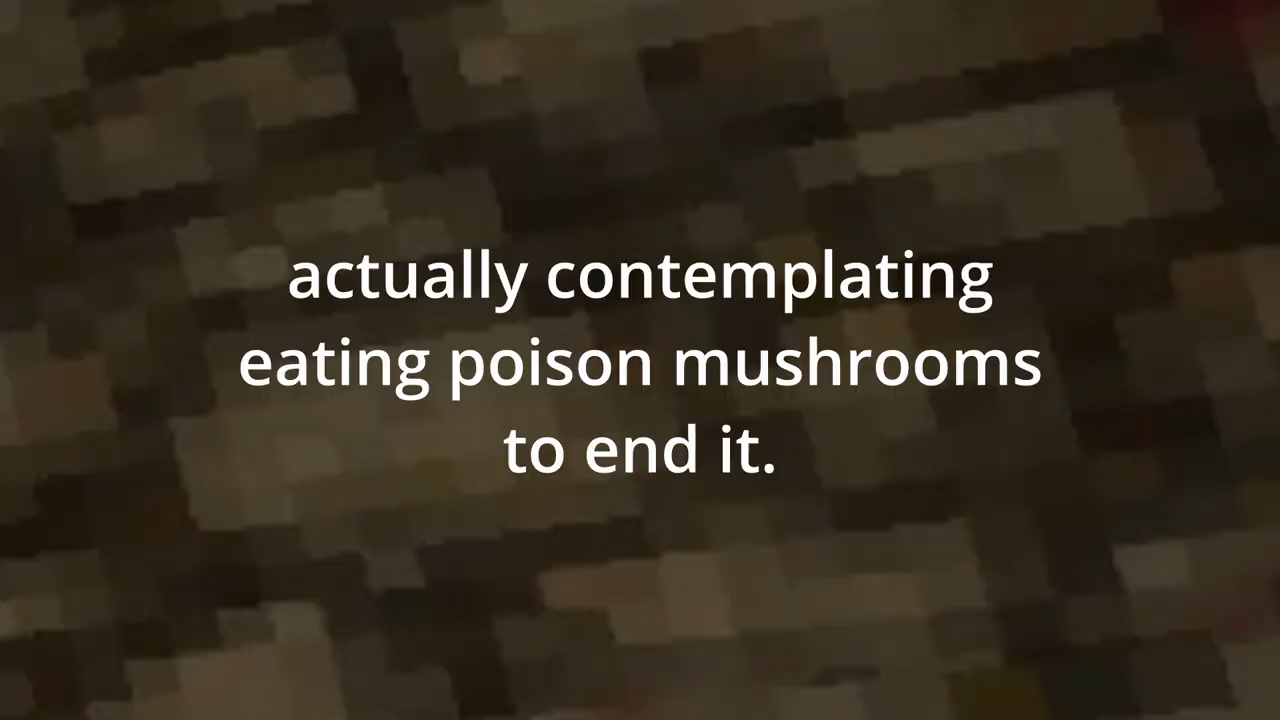 actually contemplating
eating poison mushrooms
to end it.